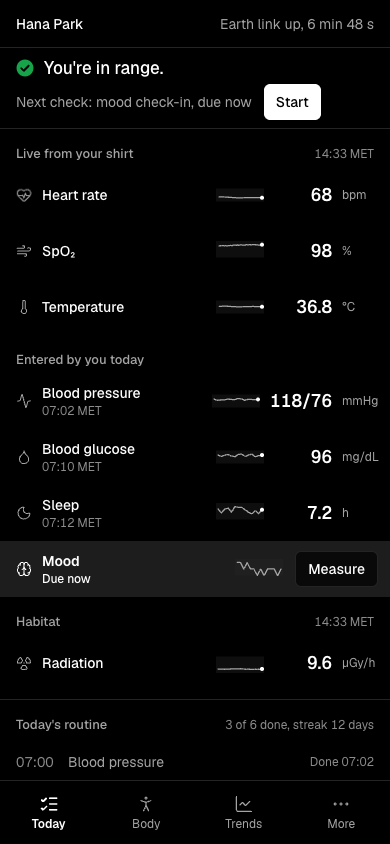 Hana Park
Earth link up, 6 min 48 s
You're in range.
Next check: mood check-in, due now
Start
Live from your shirt
14:33 MET
Heart rate
68 bpm
SpO₂
98 %
Temperature
36.8 °C
Entered by you today
Blood pressure
07:02 MET
118/76 mmHg
Blood glucose
07:10 MET
96 mg/dL
Sleep
07:12 MET
7.2 h
Mood
Due now
Measure
Habitat
14:33 MET
Radiation
9.6 µGy/h
Today's routine
3 of 6 done, streak 12 days
07:00 Blood pressure
Done 07:02
Today
Body
Trends
More